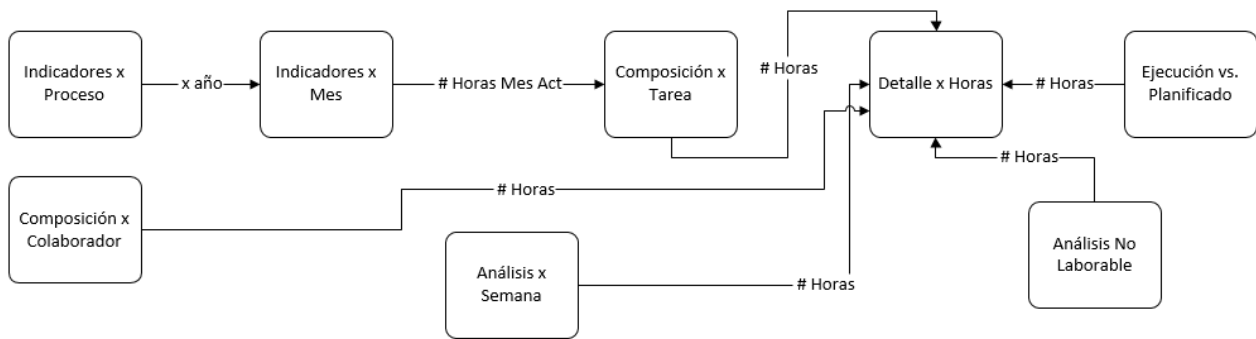 Indicadores x
Proceso
x año
Indicadores x
Mes
# Horas Mes Act
Composición x
Tarea
# Horas
Detalle x Horas
# Horas
Ejecución vs.
Planificado
# Horas
Composición x
Colaborador
# Horas
Análisis x
Semana
# Horas
Análisis No
Laborable